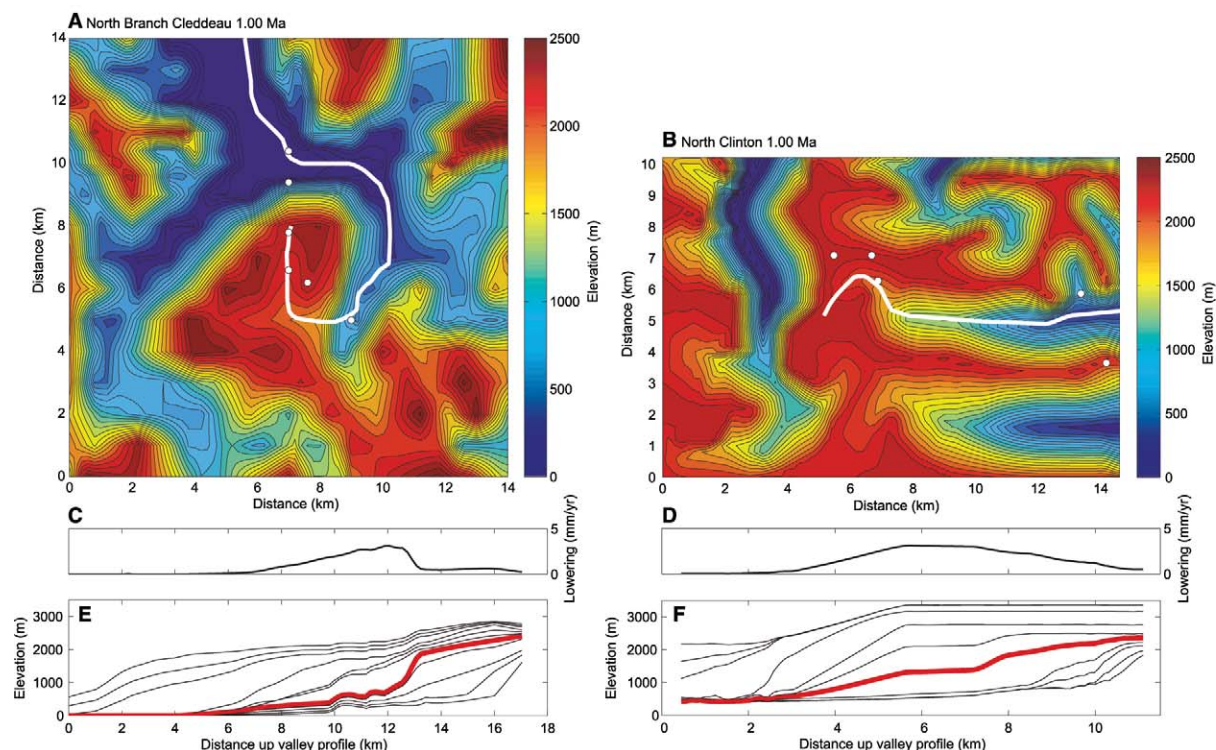 A North Branch Cleddeau 1.00 Ma
14
12
10
8
6
4
2
0
Distance (km)
0 2 4 6 8 10 12 14
Distance (km)
2500
2000
1500
1000
500
0
Elevation (m)
B North Clinton 1.00 Ma
10
9
8
7
6
5
4
3
2
1
0
Distance (km)
0 2 4 6 8 10 12 14
Distance (km)
2500
2000
1500
1000
500
0
Elevation (m)
C
5
0
Lowering (mm/yr)
D
5
0
Lowering (mm/yr)
E
3000
2000
1000
0
Elevation (m)
0 2 4 6 8 10 12 14 16 18
Distance up valley profile (km)
F
3000
2000
1000
0
Elevation (m)
0 2 4 6 8 10
Distance up valley profile (km)